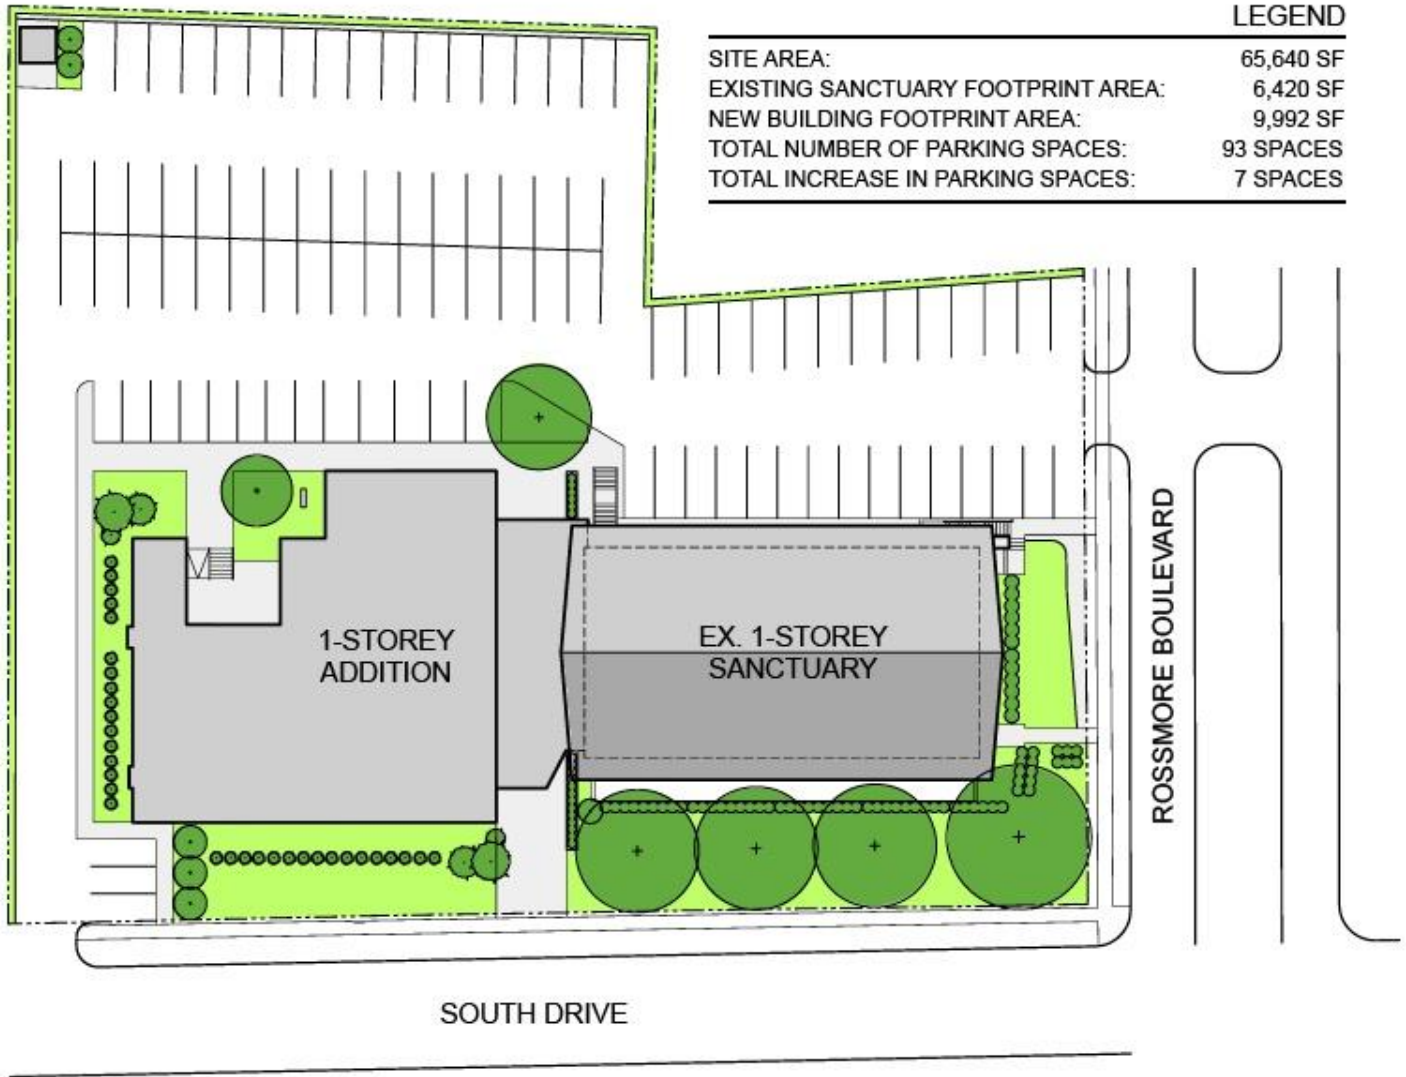 LEGEND
SITE AREA: 65,640 SF
EXISTING SANCTUARY FOOTPRINT AREA: 6,420 SF
NEW BUILDING FOOTPRINT AREA: 9,992 SF
TOTAL NUMBER OF PARKING SPACES: 93 SPACES
TOTAL INCREASE IN PARKING SPACES: 7 SPACES
1-STOREY
ADDITION
EX. 1-STOREY
SANCTUARY
ROSSMORE BOULEVARD
SOUTH DRIVE